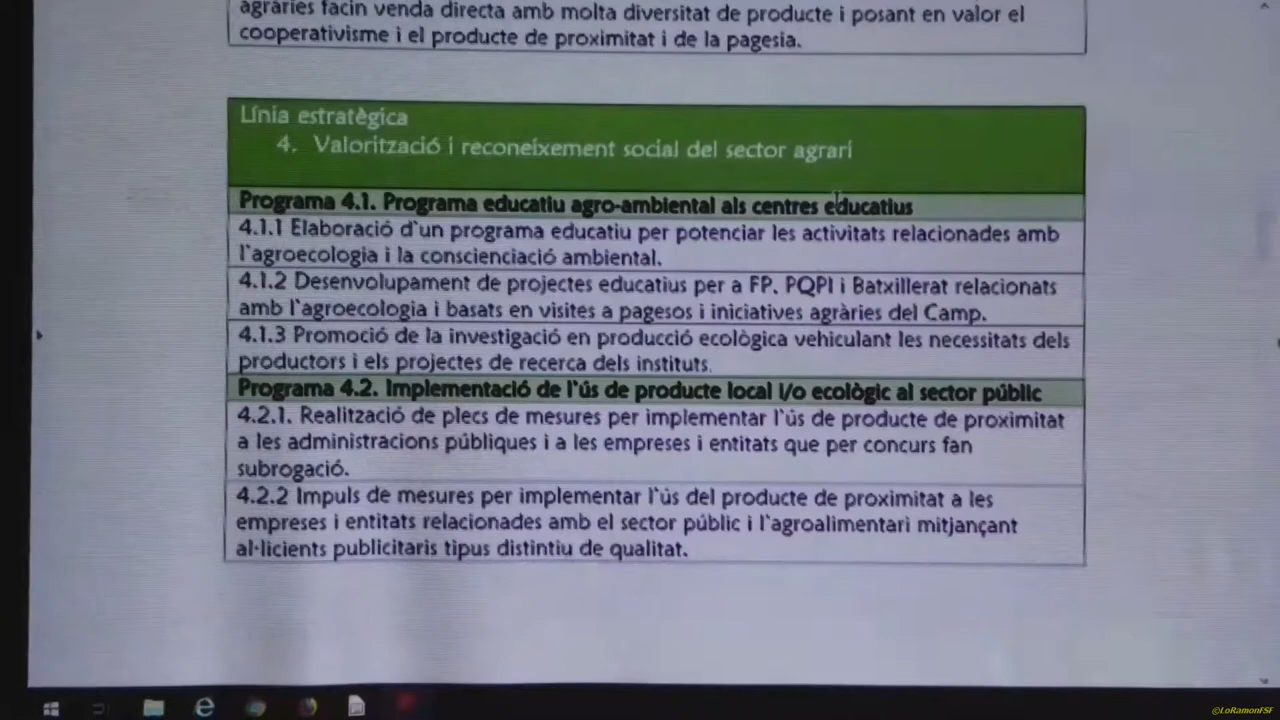 agràries facin venda directa amb molta diversitat de producte i posant en valor el
cooperativisme i el producte de proximitat i de la pagesia.
Línia estratègica
4. Valorització i reconeixement social del sector agrari
Programa 4.1. Programa educatiu agro-ambiental als centres educatius
4.1.1 Elaboració d'un programa educatiu per potenciar les activitats relacionades amb
l'agroecologia i la conscienciació ambiental.
4.1.2 Desenvolupament de projectes educatius per a FP, PQPI i Batxillerat relacionats
amb l'agroecologia i basats en visites a pagesos i iniciatives agràries del Camp.
4.1.3 Promoció de la investigació en producció ecològica vehiculant les necessitats dels
productors i els projectes de recerca dels instituts.
Programa 4.2. Implementació de l'ús de producte local i/o ecològic al sector públic
4.2.1. Realització de plecs de mesures per implementar l'ús de producte de proximitat
a les administracions públiques i a les empreses i entitats que per concurs fan
subrogació.
4.2.2 Impuls de mesures per implementar l'ús del producte de proximitat a les
empreses i entitats relacionades amb el sector públic i l'agroalimentari mitjançant
al·licients publicitaris tipus distintiu de qualitat.
©LoRamonFSF